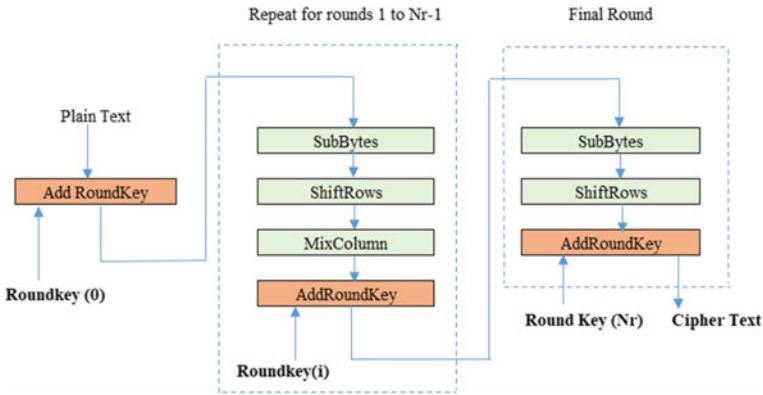 Repeat for rounds 1 to Nr-1
Final Round
Plain Text
Add RoundKey
Roundkey (0)
SubBytes
ShiftRows
MixColumn
AddRoundKey
Roundkey(i)
SubBytes
ShiftRows
AddRoundKey
Round Key (Nr)
Cipher Text